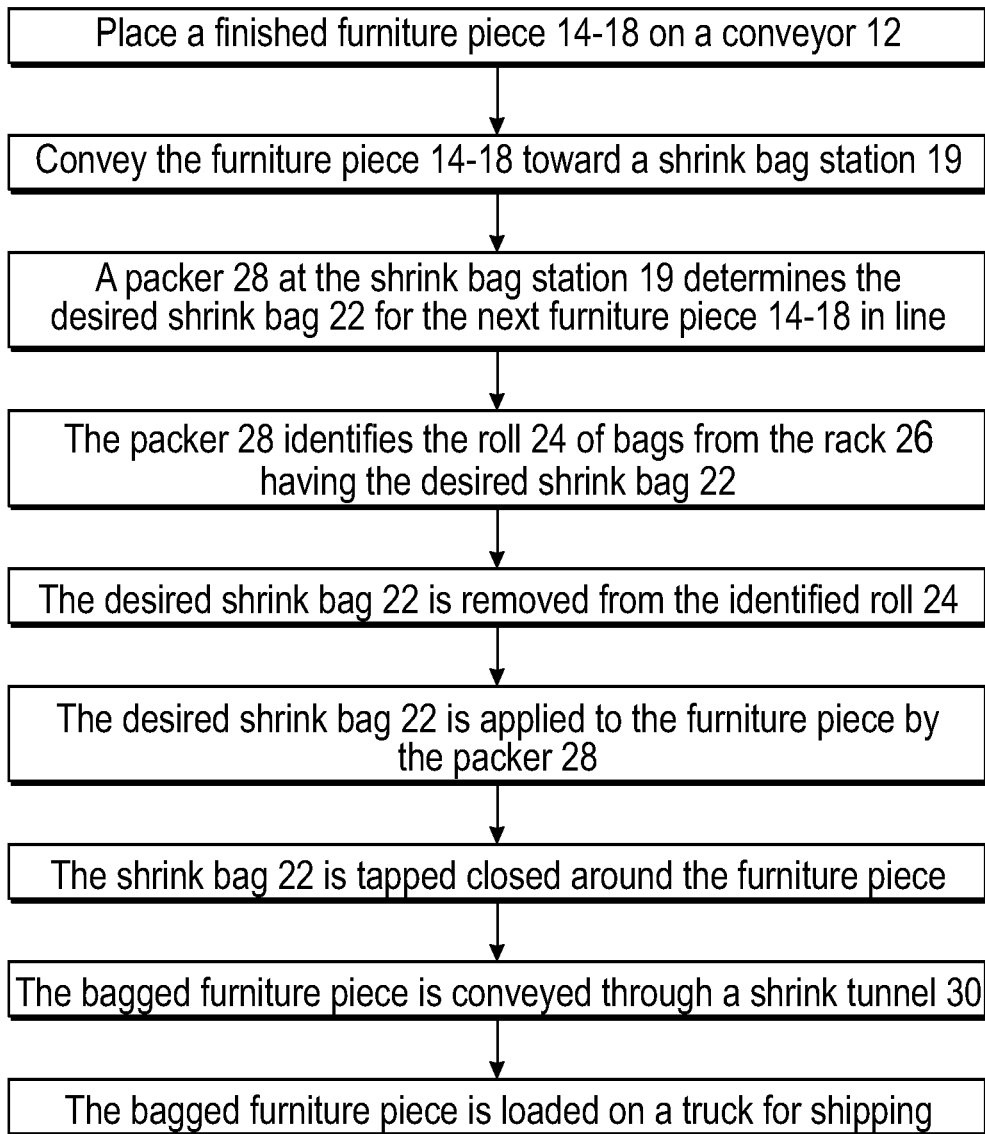 Place a finished furniture piece 14-18 on a conveyor 12
Convey the furniture piece 14-18 toward a shrink bag station 19
A packer 28 at the shrink bag station 19 determines the
desired shrink bag 22 for the next furniture piece 14-18 in line
The packer 28 identifies the roll 24 of bags from the rack 26
having the desired shrink bag 22
The desired shrink bag 22 is removed from the identified roll 24
The desired shrink bag 22 is applied to the furniture piece by
the packer 28
The shrink bag 22 is tapped closed around the furniture piece
The bagged furniture piece is conveyed through a shrink tunnel 30
The bagged furniture piece is loaded on a truck for shipping